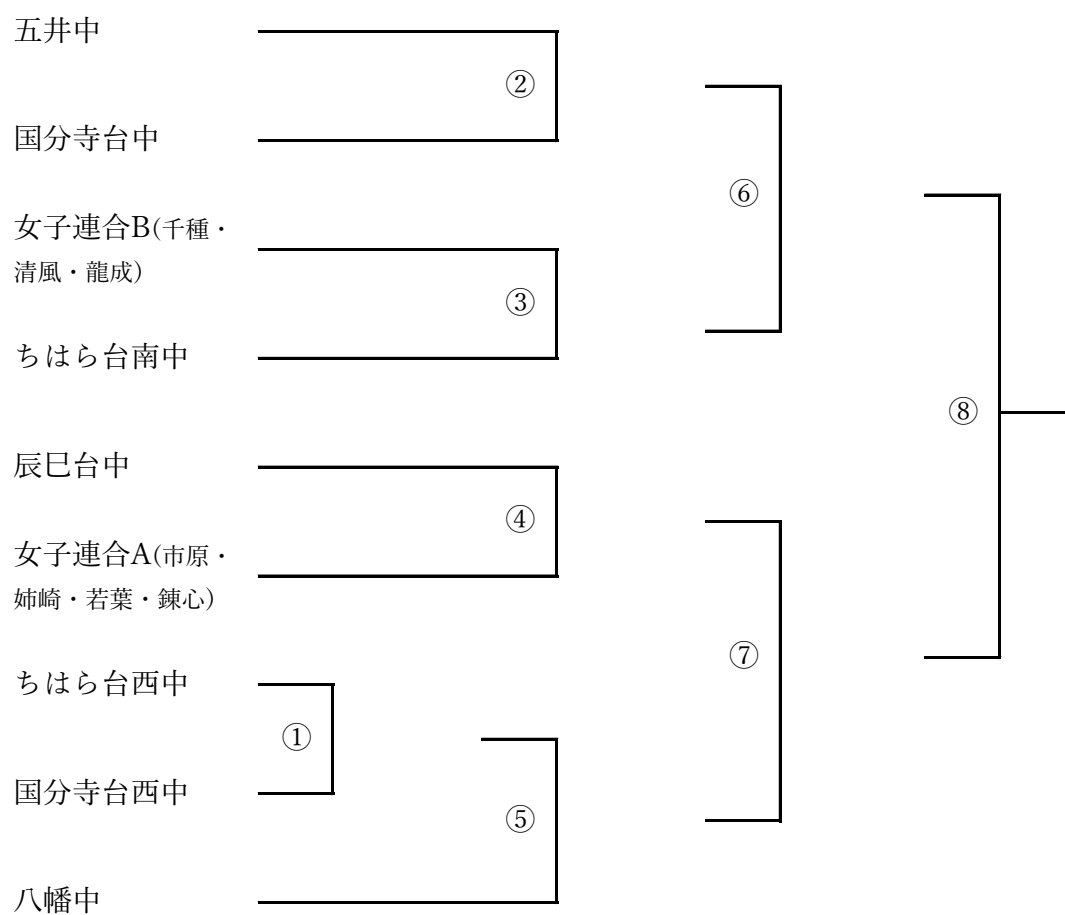 五井中
②
国分寺台中
⑥
女子連合B(千種・
清風・龍成)
③
ちはら台南中
⑧
辰巳台中
④
女子連合A(市原・
姉崎・若葉・錬心)
⑦
ちはら台西中
①
国分寺台西中
⑤
八幡中